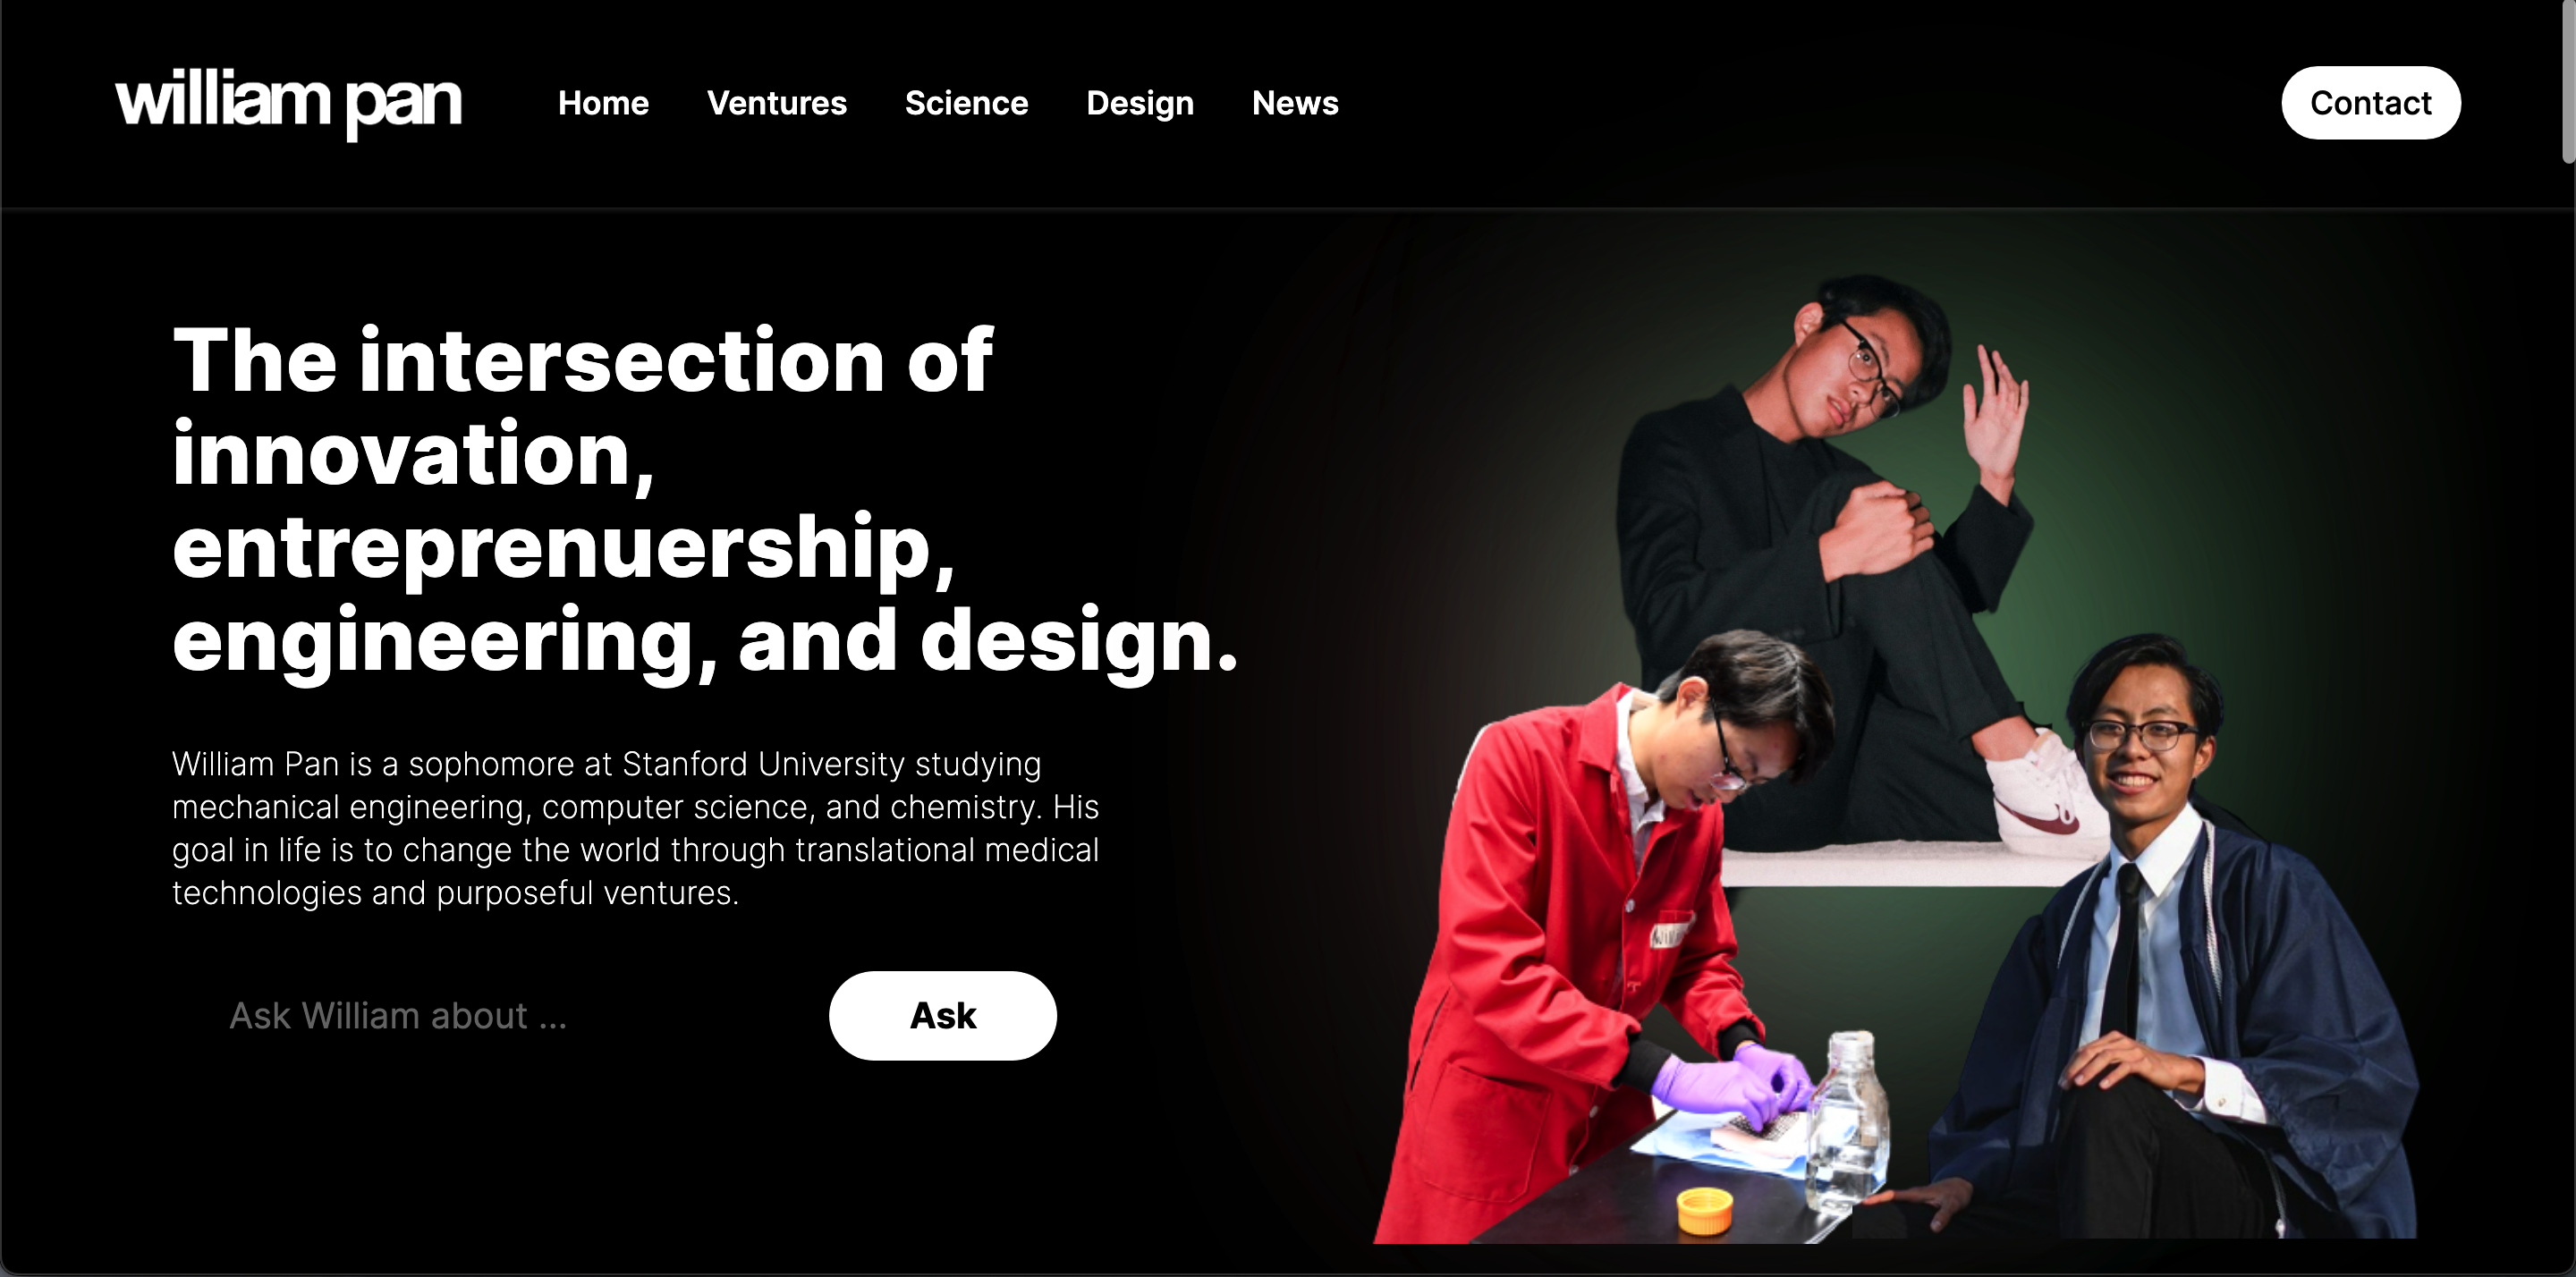 william pan
Home
Ventures
Science
Design
News
Contact
The intersection of
innovation,
entreprenuership,
engineering, and design.
William Pan is a sophomore at Stanford University studying
mechanical engineering, computer science, and chemistry. His
goal in life is to change the world through translational medical
technologies and purposeful ventures.
Ask William about ...
Ask